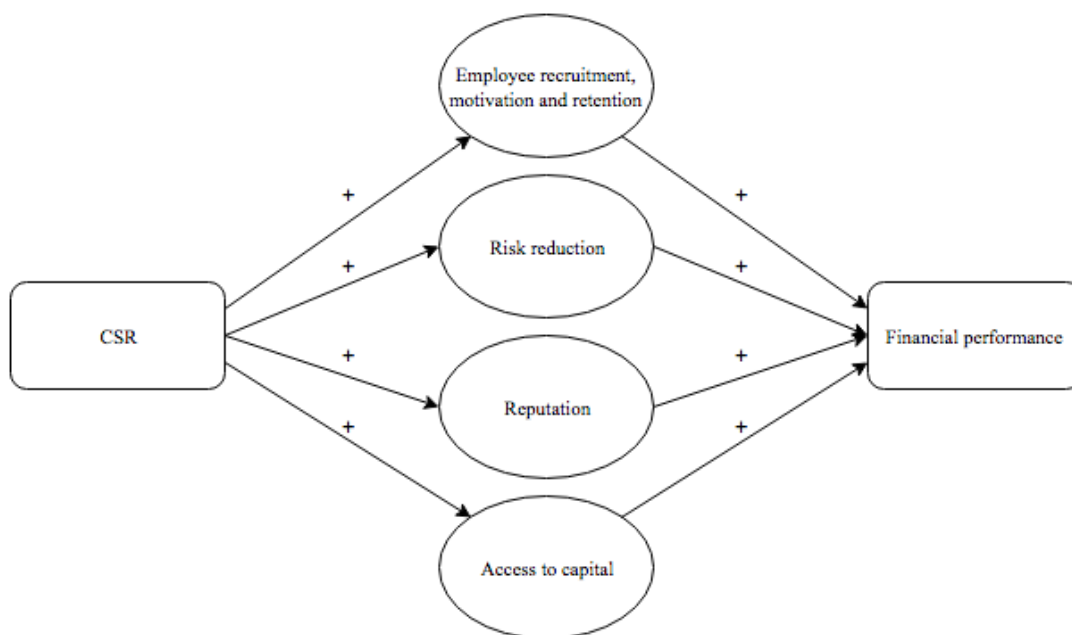 Employee recruitment,
motivation and retention
+
+
+
+
Risk reduction
CSR
Financial performance
+
+
Reputation
+
+
Access to capital